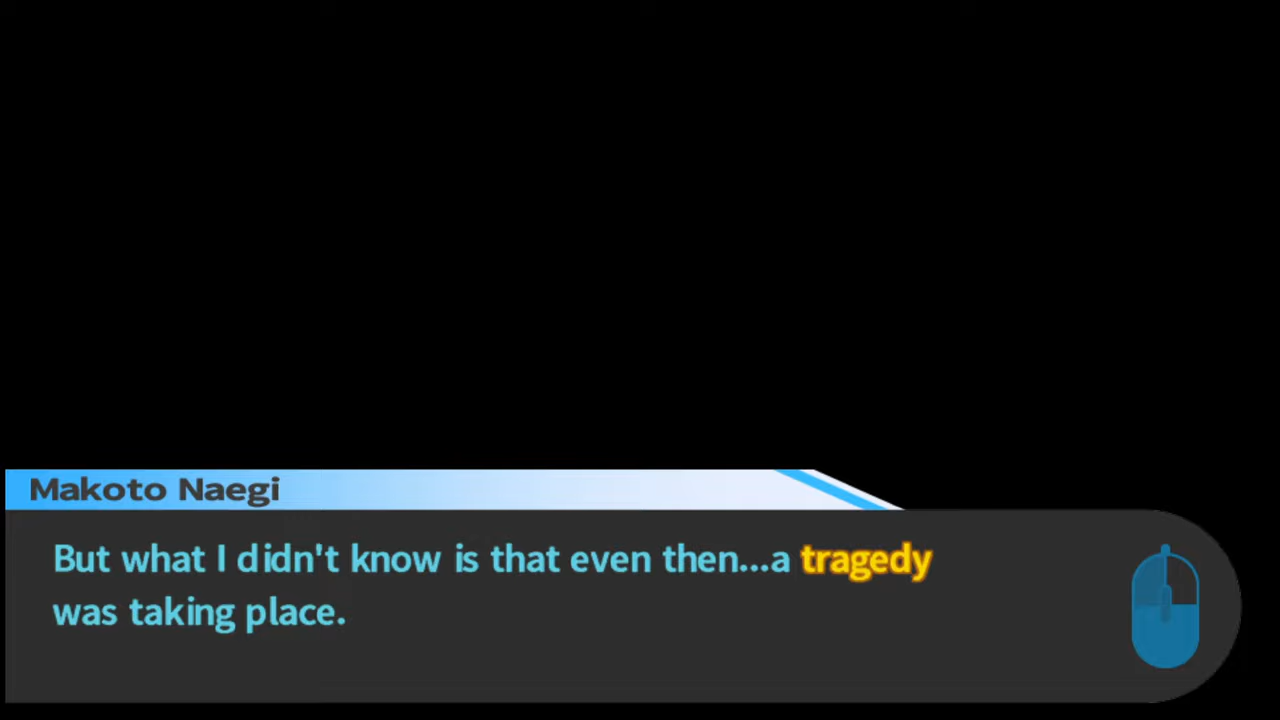 Makoto Naegi
But what I didn't know is that even then...a tragedy
was taking place.